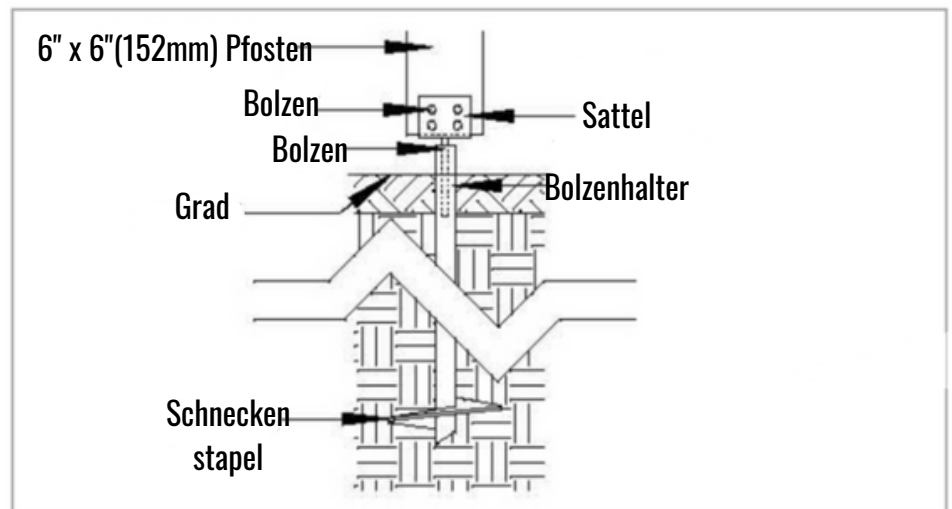 6" x 6"(152mm) Pfosten
Bolzen
Sattel
Bolzen
Bolzenhalter
Grad
Schnecken
stapel